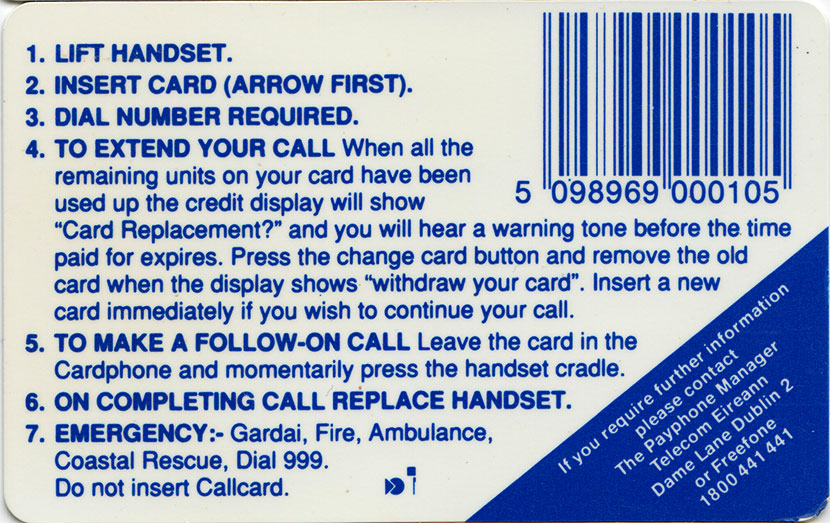 1. LIFT HANDSET.
2. INSERT CARD (ARROW FIRST).
3. DIAL NUMBER REQUIRED.
4. TO EXTEND YOUR CALL When all the
remaining units on your card have been
used up the credit display will show
“Card Replacement?” and you will hear a warning tone before the time
paid for expires. Press the change card button and remove the old
card when the display shows “withdraw your card”. Insert a new
card immediately if you wish to continue your call.
5. TO MAKE A FOLLOW-ON CALL Leave the card in the
Cardphone and momentarily press the handset cradle.
6. ON COMPLETING CALL REPLACE HANDSET.
7. EMERGENCY:- Gardai, Fire, Ambulance,
Coastal Rescue, Dial 999.
Do not insert Callcard.
5 098969 000105
If you require further information
please contact
The Payphone Manager
Telecom Eireann
Dame Lane Dublin 2
or Freefone
1800 441 441